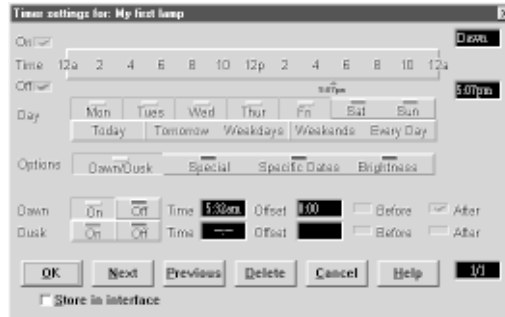 Timer settings for: My first lamp
On Dawn
Time 12a 2 4 6 8 10 12p 2 4 6 8 10 12a
Off 5:07pm 5:07pm
Day Mon Tues Wed Thur Fri Sat Sun
Today Tomorrow Weekdays Weekends Every Day
Options Dawn/Dusk Special Specific Dates Brightness
Dawn On Off Time 5:32am Offset 1:00 Before After
Dusk On Off Time --:-- Offset Before After
OK Next Previous Delete Cancel Help 1/1
Store in interface